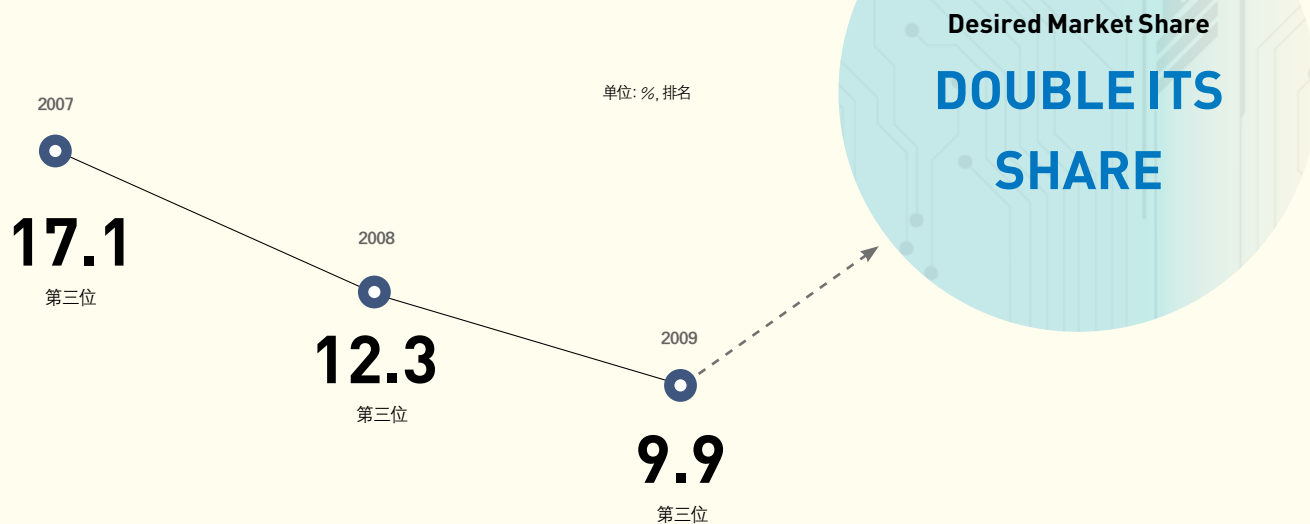 Desired Market Share
DOUBLE ITS
SHARE
单位: %, 排名
2007
17.1
第三位
2008
12.3
第三位
2009
9.9
第三位